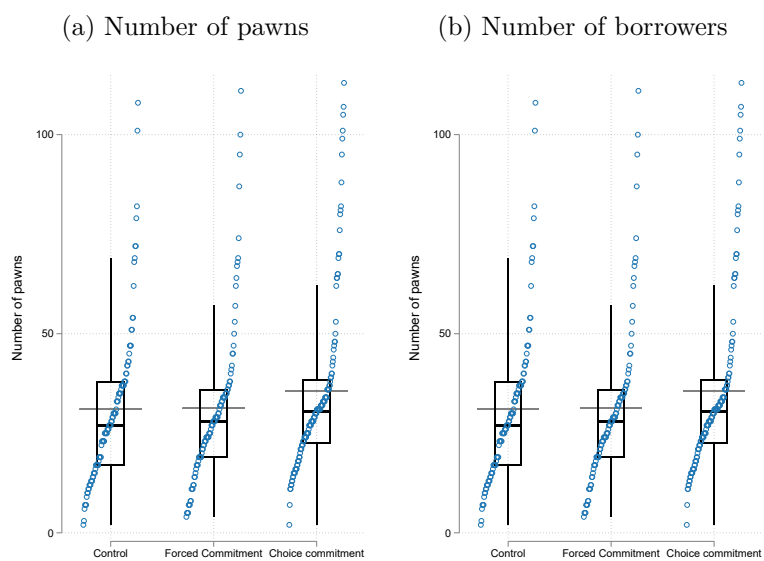 (a) Number of pawns
(b) Number of borrowers
Number of pawns
100
50
0
Control
Forced Commitment
Choice commitment
Number of pawns
100
50
0
Control
Forced Commitment
Choice commitment